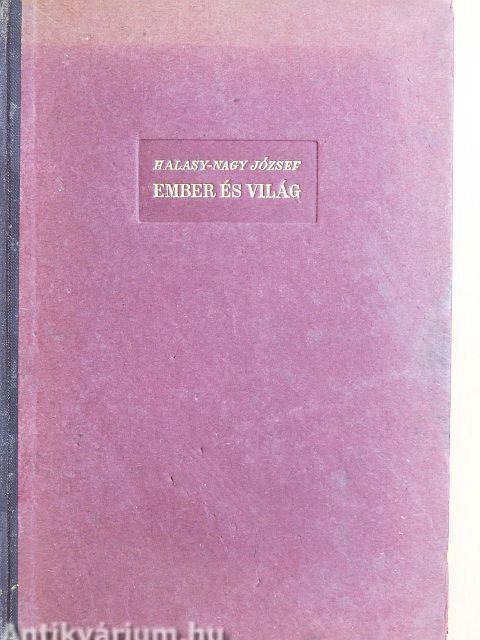 HALASY-NAGY JÓZSEF
EMBER ÉS VILÁG
Antikvárium.hu